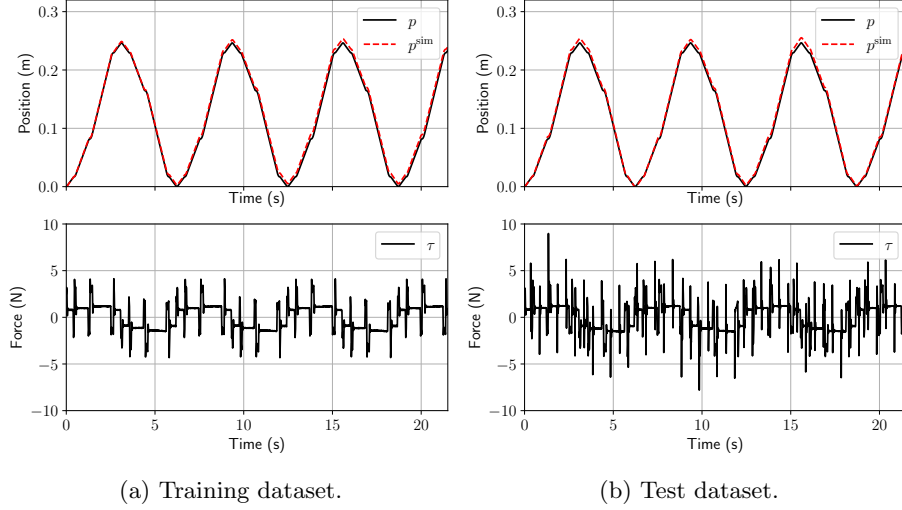 0.3
0.2
0.1
0.0
Position (m)
Time (s)
p
p^sim
10
5
0
−5
−10
Force (N)
0 5 10 15 20
Time (s)
τ
(a) Training dataset.
0.3
0.2
0.1
0.0
Position (m)
Time (s)
p
p^sim
10
5
0
−5
−10
Force (N)
0 5 10 15 20
Time (s)
τ
(b) Test dataset.